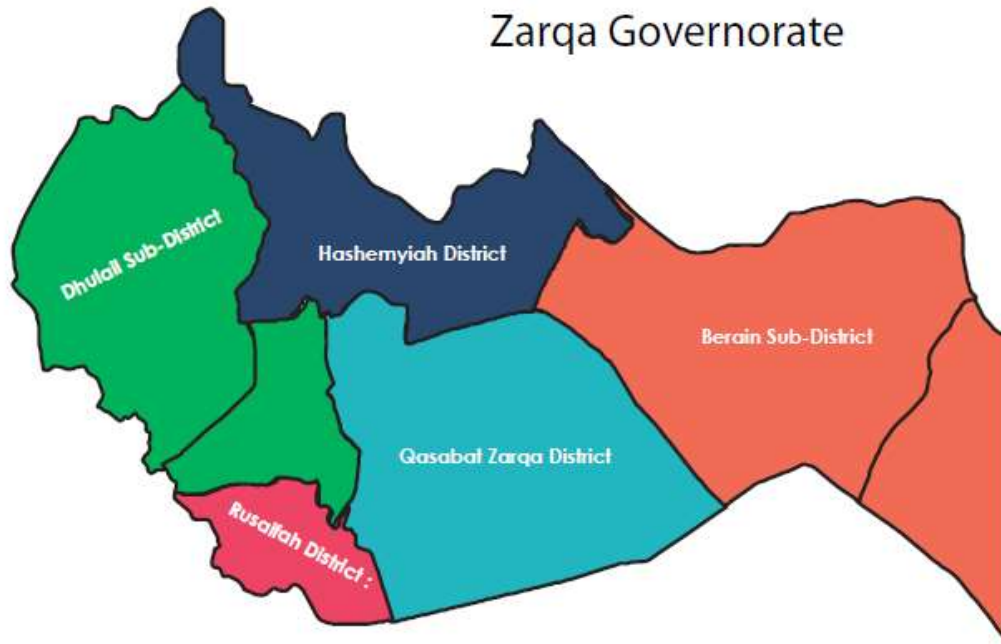 Zarqa Governorate
Dhulail Sub-District
Hashemyiah District
Berain Sub-District
Qasabat Zarqa District
Rusaifah District :